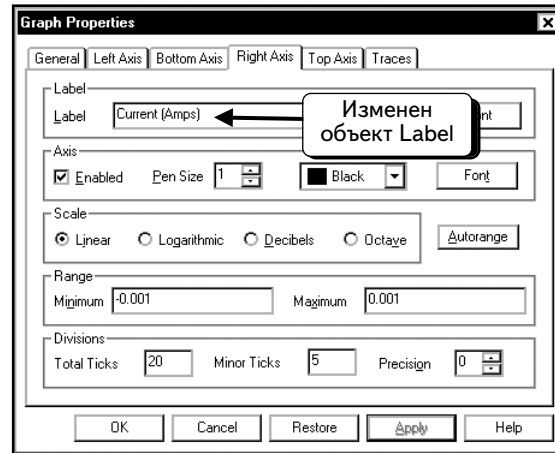 Graph Properties
General Left Axis Bottom Axis Right Axis Top Axis Traces
Label
Label Current (Amps)
Изменен
объект Label
Axis
Enabled Pen Size 1 Black Font
Scale
Linear Logarithmic Decibels Octave Autorange
Range
Minimum -0.001 Maximum 0.001
Divisions
Total Ticks 20 Minor Ticks 5 Precision 0
OK Cancel Restore Apply Help